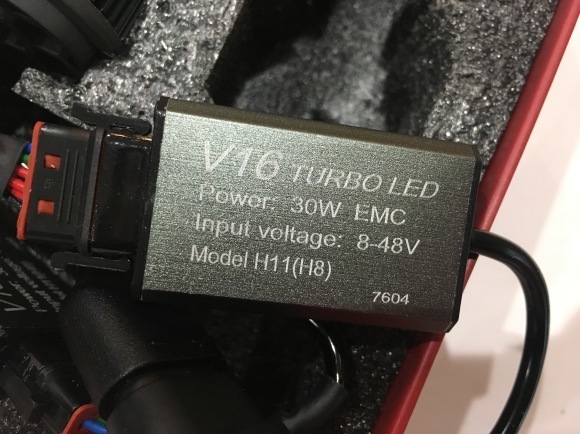 V16 TURBO LED
Power: 30W EMC
Input voltage: 8-48V
Model H11(H8)
7604